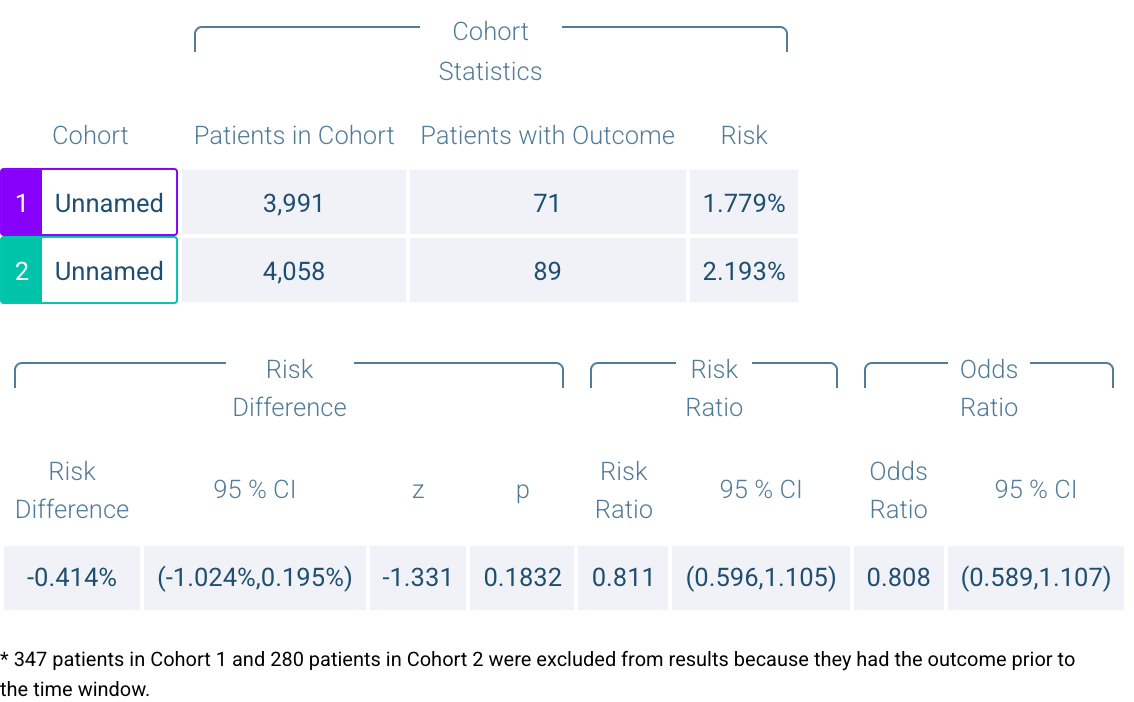 Cohort
Statistics
Cohort Patients in Cohort Patients with Outcome Risk
1 Unnamed 3,991 71 1.779%
2 Unnamed 4,058 89 2.193%
Risk Risk Odds
Difference Ratio Ratio
Risk Risk Odds
95 % CI z p 95 % CI 95 % CI
Difference Ratio Ratio
-0.414% (-1.024%,0.195%) -1.331 0.1832 0.811 (0.596,1.105) 0.808 (0.589,1.107)
* 347 patients in Cohort 1 and 280 patients in Cohort 2 were excluded from results because they had the outcome prior to
the time window.